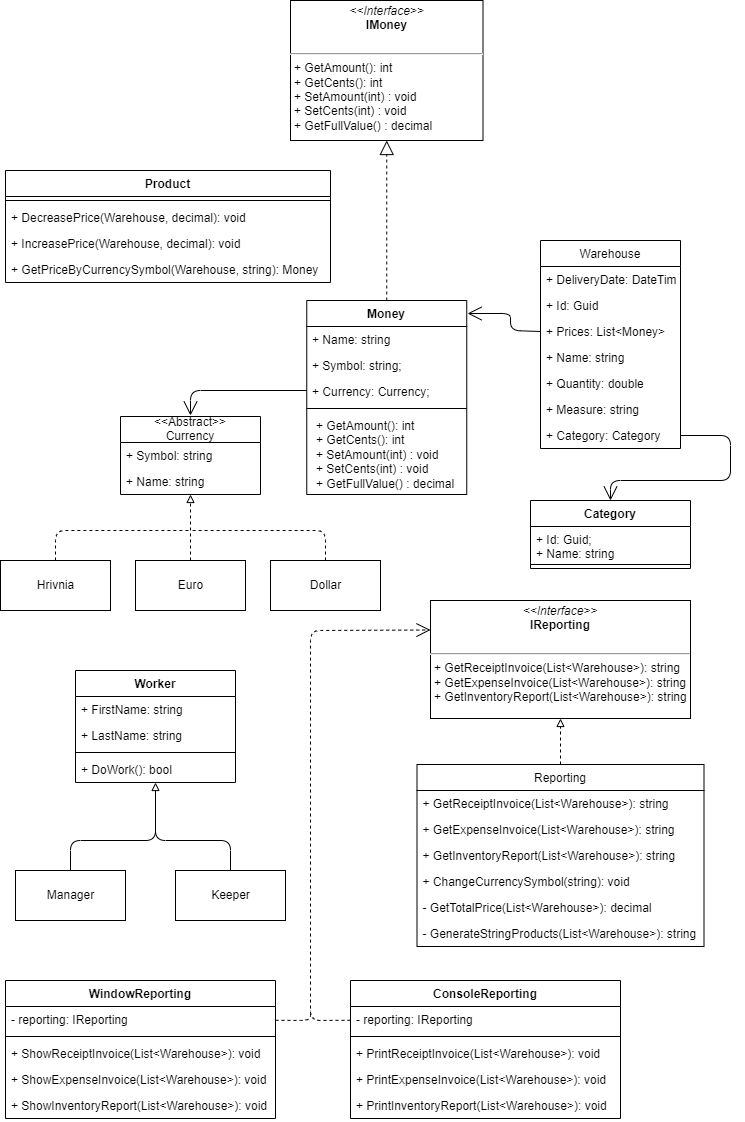 <<Interface>>
IMoney
+ GetAmount(): int
+ GetCents(): int
+ SetAmount(int) : void
+ SetCents(int) : void
+ GetFullValue() : decimal
Product
+ DecreasePrice(Warehouse, decimal): void
+ IncreasePrice(Warehouse, decimal): void
+ GetPriceByCurrencySymbol(Warehouse, string): Money
Warehouse
+ DeliveryDate: DateTim
+ Id: Guid
+ Prices: List<Money>
+ Name: string
+ Quantity: double
+ Measure: string
+ Category: Category
Money
+ Name: string
+ Symbol: string;
+ Currency: Currency;
+ GetAmount(): int
+ GetCents(): int
+ SetAmount(int) : void
+ SetCents(int) : void
+ GetFullValue() : decimal
<<Abstract>>
Currency
+ Symbol: string
+ Name: string
Category
+ Id: Guid;
+ Name: string
Hrivnia
Euro
Dollar
<<Interface>>
IReporting
+ GetReceiptInvoice(List<Warehouse>): string
+ GetExpenseInvoice(List<Warehouse>): string
+ GetInventoryReport(List<Warehouse>): string
Worker
+ FirstName: string
+ LastName: string
+ DoWork(): bool
Manager
Keeper
Reporting
+ GetReceiptInvoice(List<Warehouse>): string
+ GetExpenseInvoice(List<Warehouse>): string
+ GetInventoryReport(List<Warehouse>): string
+ ChangeCurrencySymbol(string): void
- GetTotalPrice(List<Warehouse>): decimal
- GenerateStringProducts(List<Warehouse>): string
WindowReporting
- reporting: IReporting
+ ShowReceiptInvoice(List<Warehouse>): void
+ ShowExpenseInvoice(List<Warehouse>): void
+ ShowInventoryReport(List<Warehouse>): void
ConsoleReporting
- reporting: IReporting
+ PrintReceiptInvoice(List<Warehouse>): void
+ PrintExpenseInvoice(List<Warehouse>): void
+ PrintInventoryReport(List<Warehouse>): void